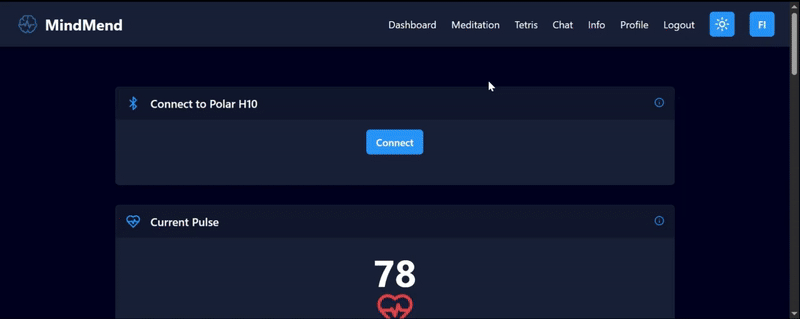 MindMend
Dashboard Meditation Tetris Chat Info Profile Logout FI
Connect to Polar H10
Connect
Current Pulse
78